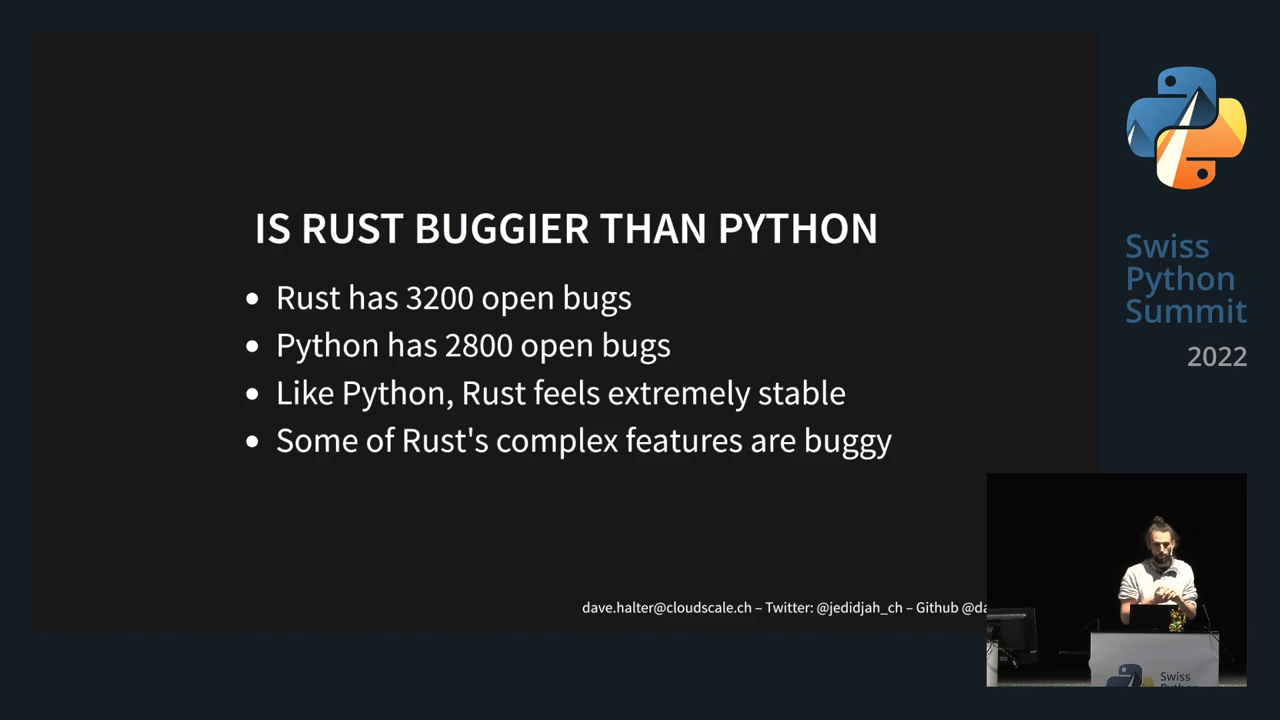 IS RUST BUGGIER THAN PYTHON
Rust has 3200 open bugs
Python has 2800 open bugs
Like Python, Rust feels extremely stable
Some of Rust's complex features are buggy
dave.halter@cloudscale.ch – Twitter: @jedidjah_ch – Github @da
Swiss
Python
Summit
2022
Swiss